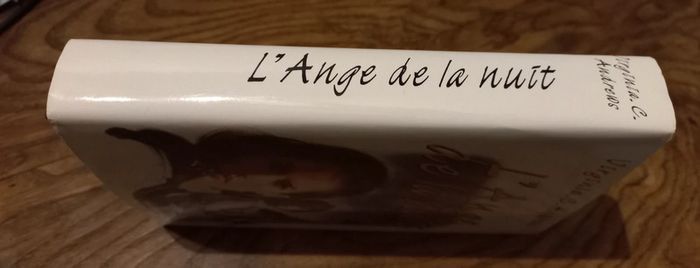 L'Ange de la nuit
Virginia. C.
Andrews